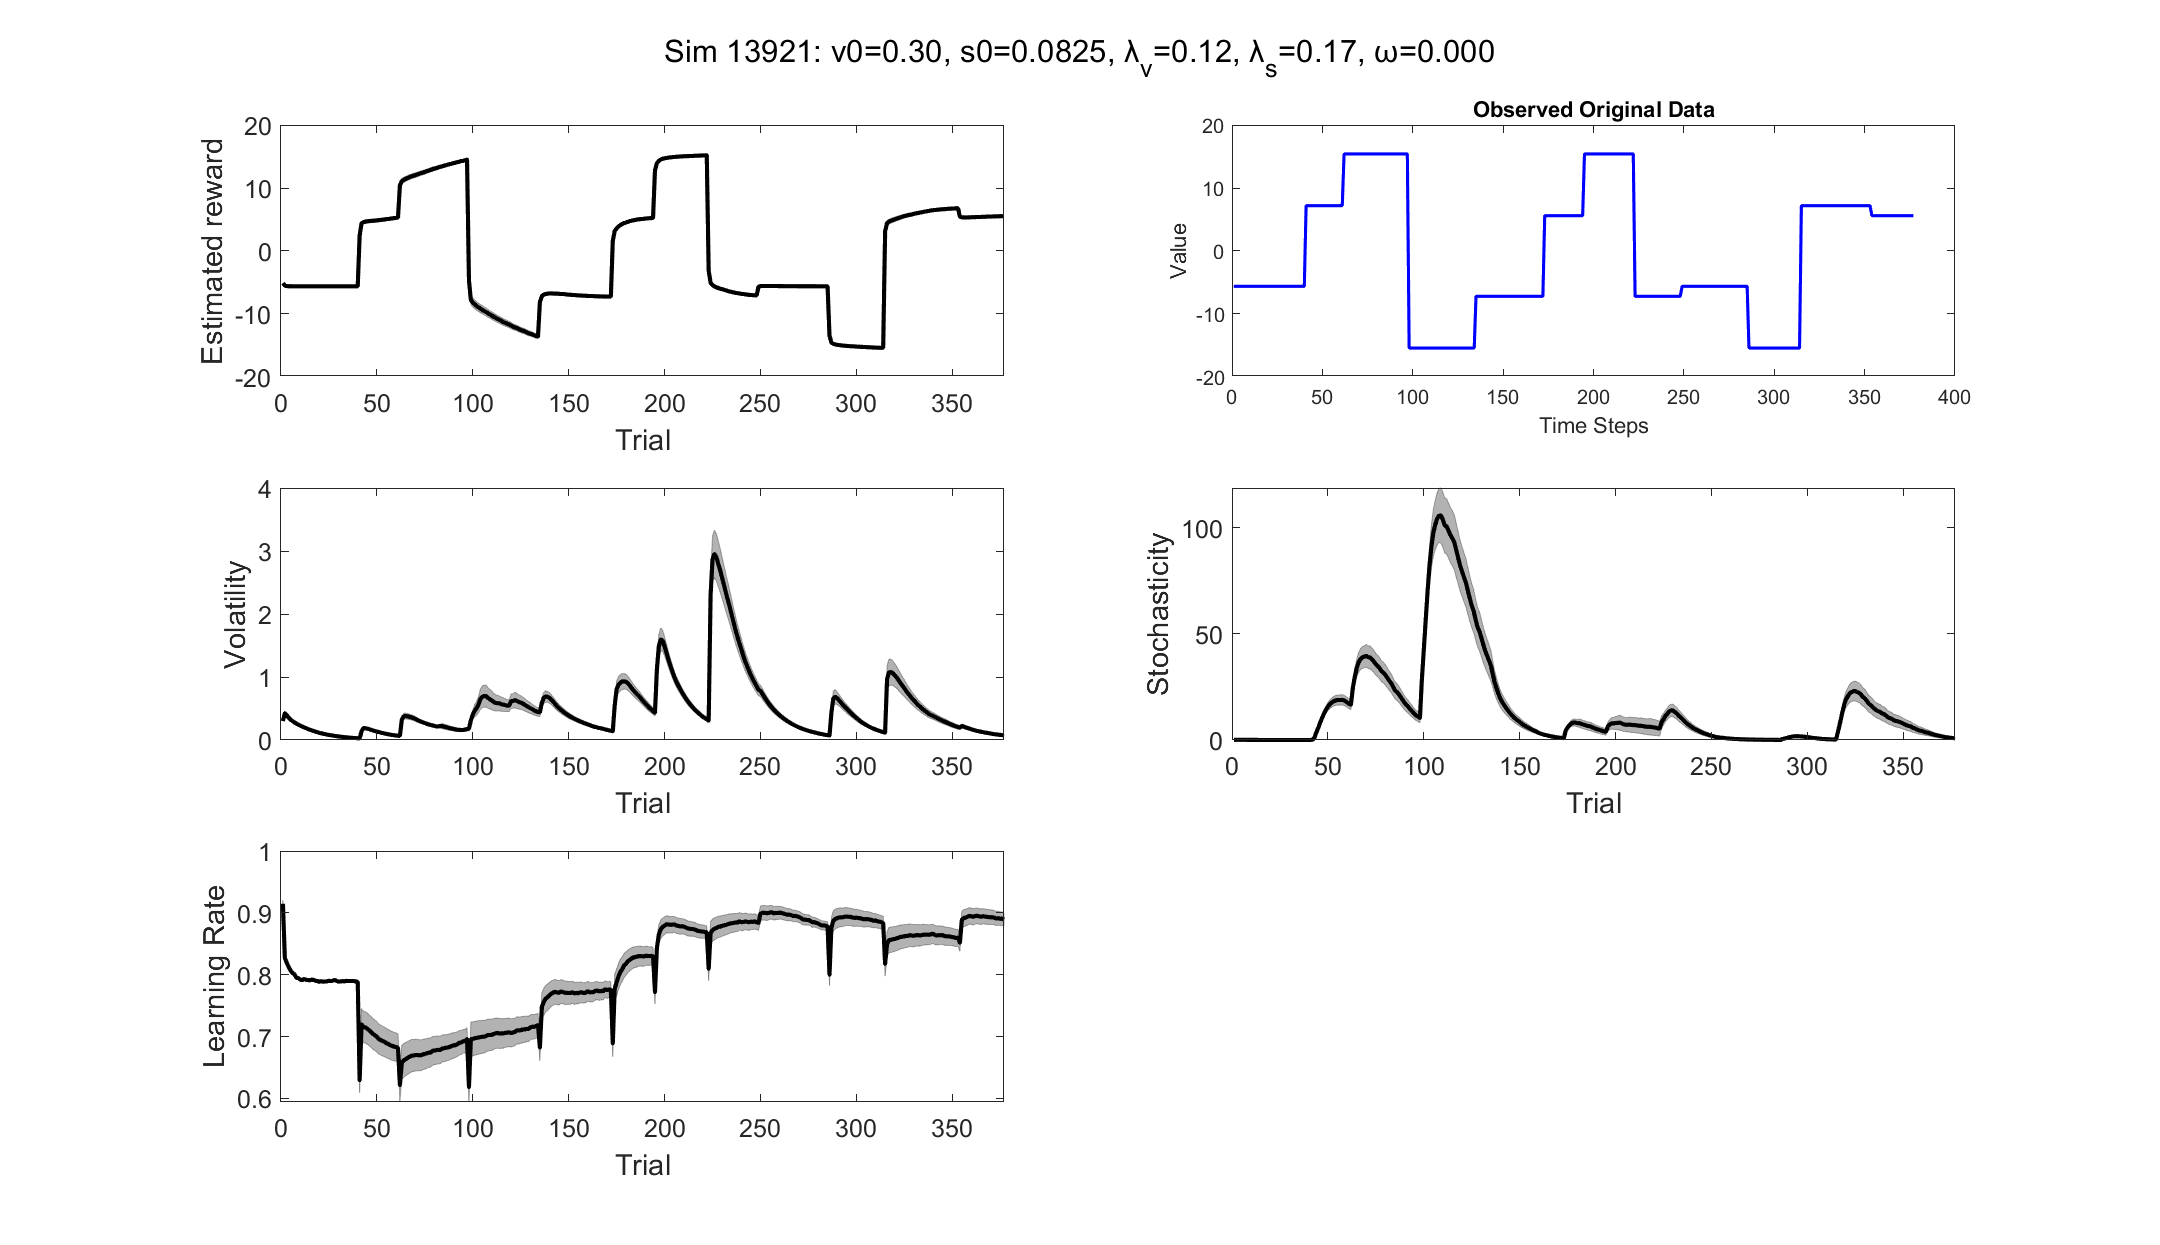 Sim 13921: v0=0.30, s0=0.0825, λ_v=0.12, λ_s=0.17, ω=0.000
Estimated reward
20
10
0
-10
-20
0 50 100 150 200 250 300 350
Trial
Observed Original Data
Value
20
10
0
-10
-20
0 50 100 150 200 250 300 350 400
Time Steps
Volatility
4
3
2
1
0
0 50 100 150 200 250 300 350
Trial
Stochasticity
100
50
0
0 50 100 150 200 250 300 350
Trial
Learning Rate
1
0.9
0.8
0.7
0.6
0 50 100 150 200 250 300 350
Trial